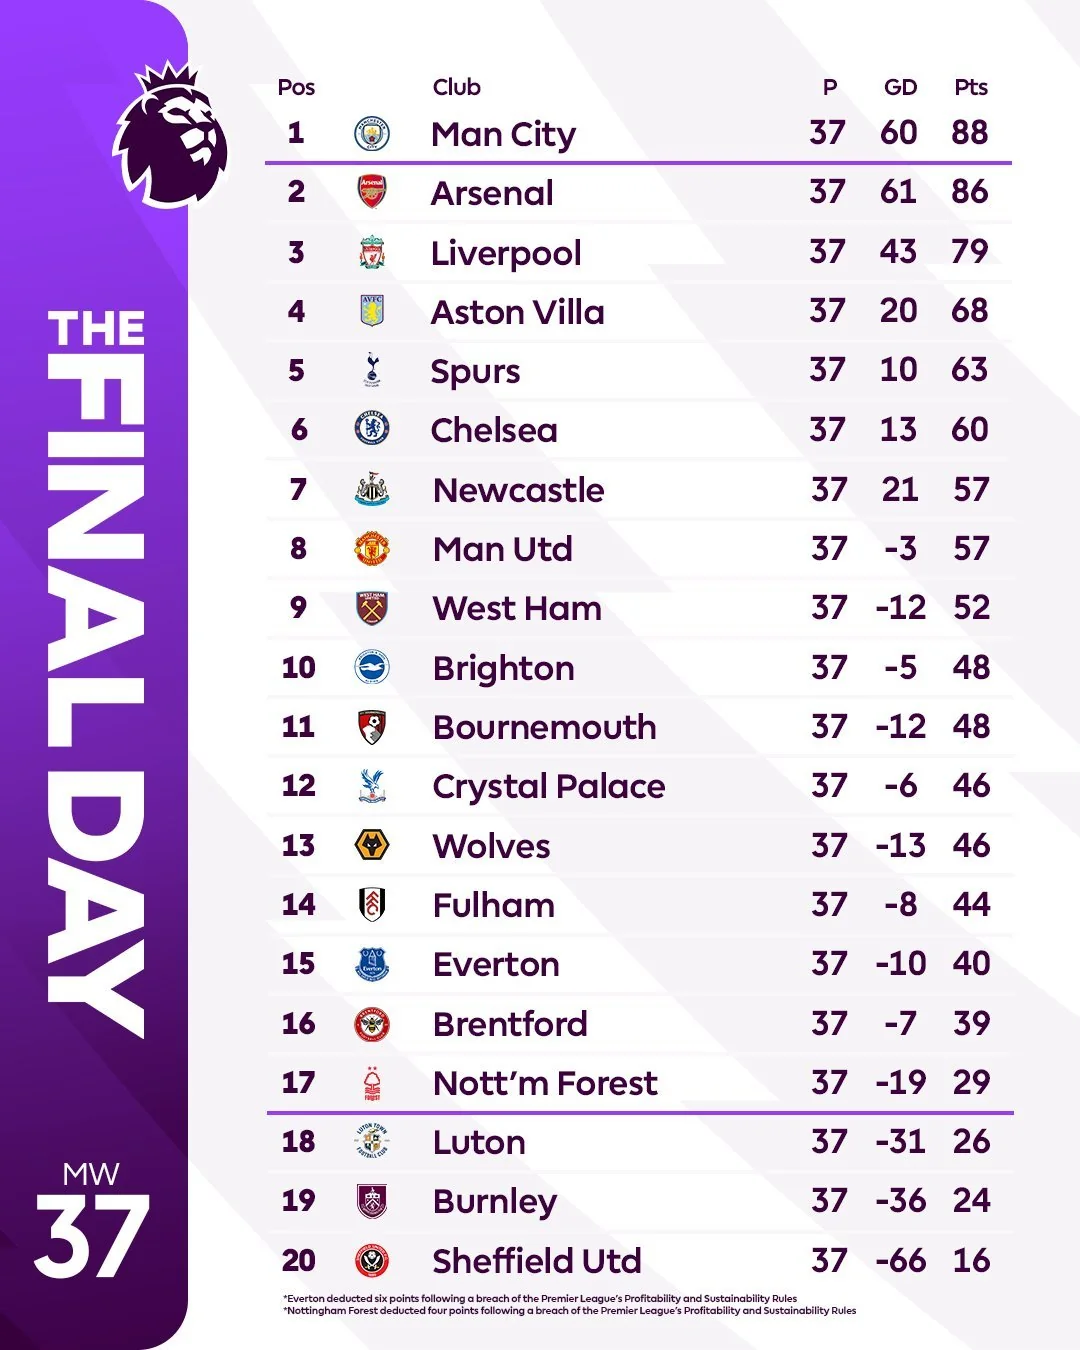 THE
FINAL DAY
MW
37
Pos Club P GD Pts
1 Man City 37 60 88
2 Arsenal 37 61 86
3 Liverpool 37 43 79
4 Aston Villa 37 20 68
5 Spurs 37 10 63
6 Chelsea 37 13 60
7 Newcastle 37 21 57
8 Man Utd 37 -3 57
9 West Ham 37 -12 52
10 Brighton 37 -5 48
11 Bournemouth 37 -12 48
12 Crystal Palace 37 -6 46
13 Wolves 37 -13 46
14 Fulham 37 -8 44
15 Everton 37 -10 40
16 Brentford 37 -7 39
17 Nott'm Forest 37 -19 29
18 Luton 37 -31 26
19 Burnley 37 -36 24
20 Sheffield Utd 37 -66 16
*Everton deducted six points following a breach of the Premier League's Profitability and Sustainability Rules
*Nottingham Forest deducted four points following a breach of the Premier League's Profitability and Sustainability Rules